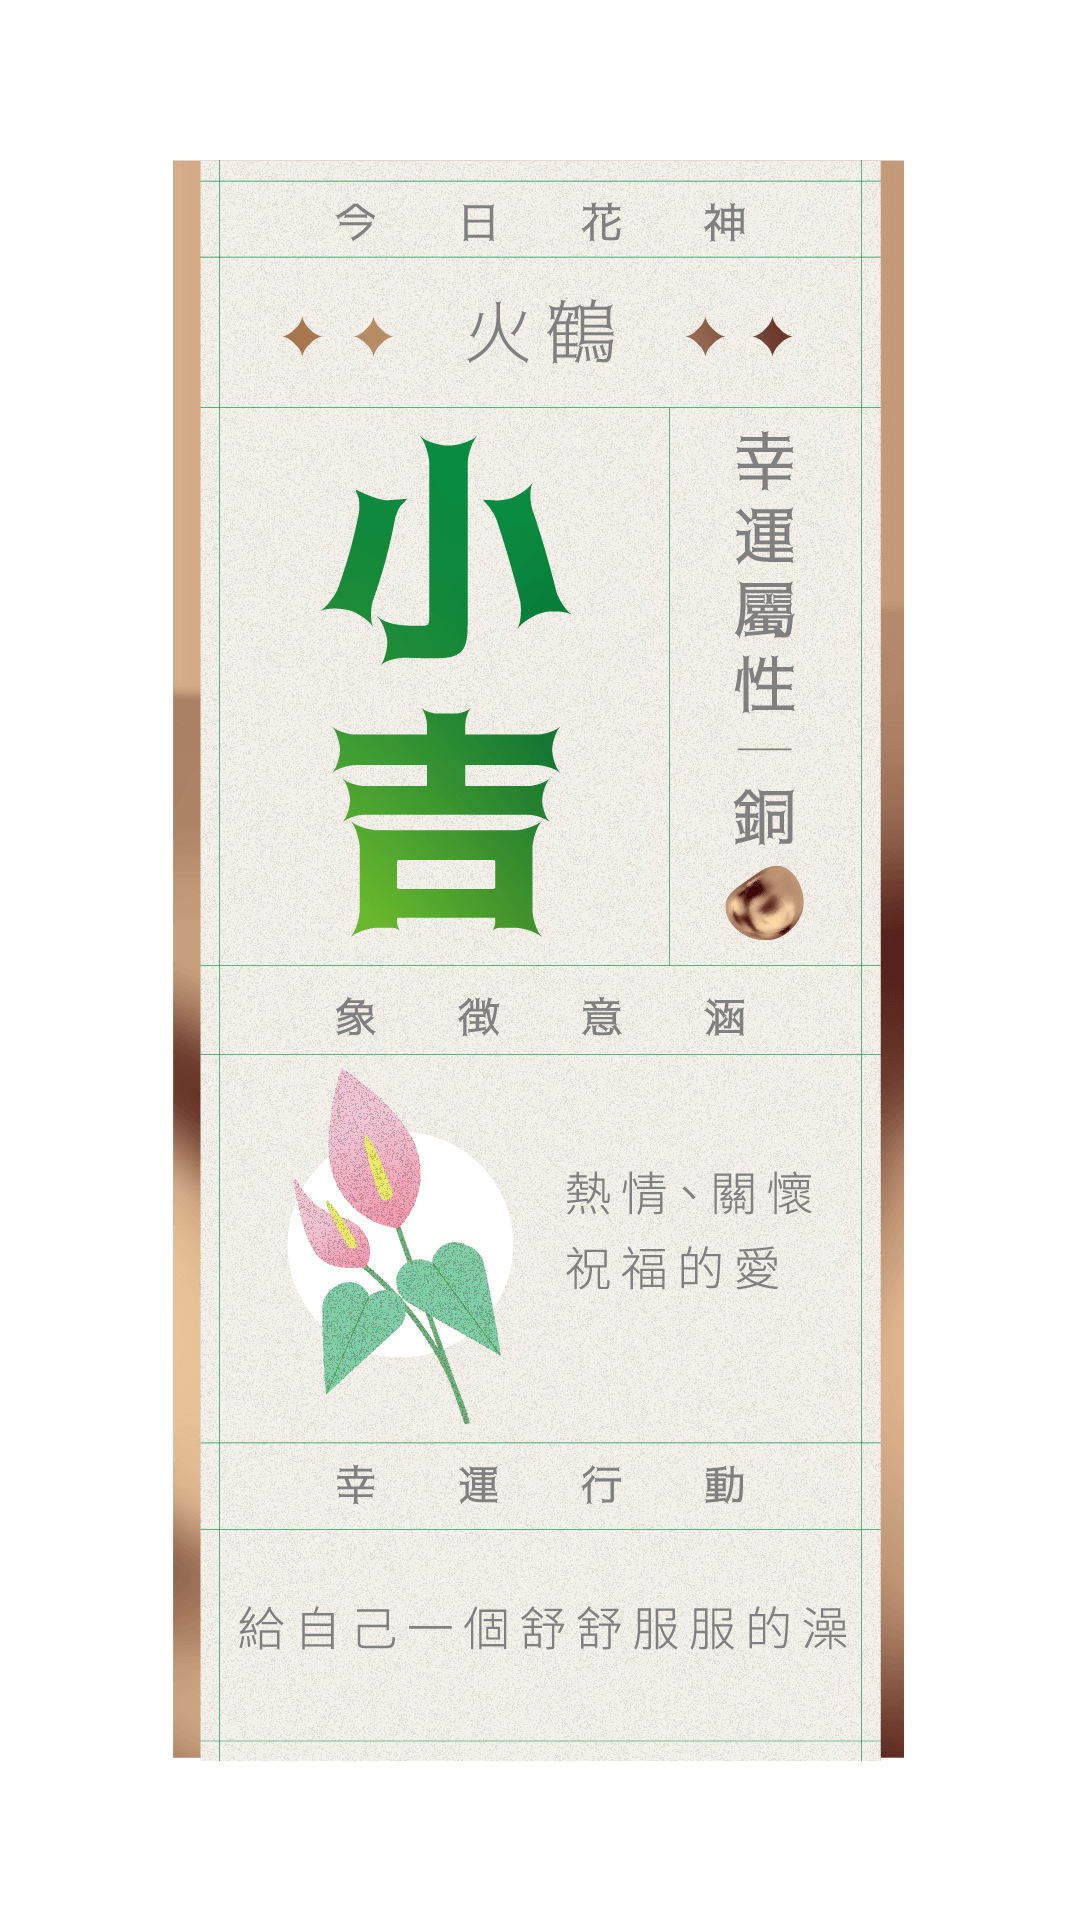 今日花神
火鶴
小吉
幸運屬性｜銅
象徵意涵
熱情、關懷
祝福的愛
幸運行動
給自己一個舒舒服服的澡